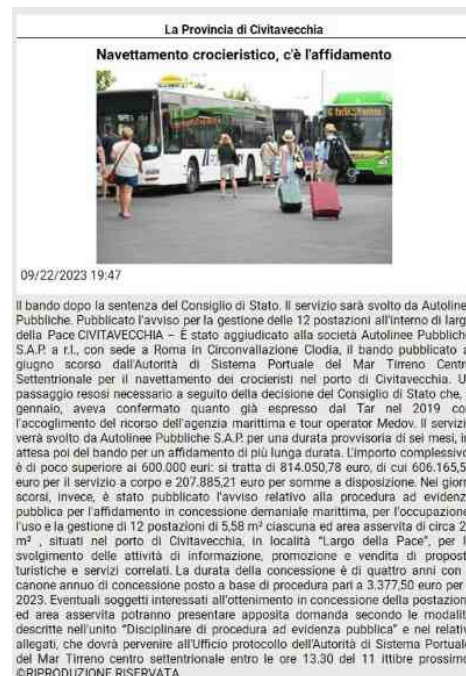 La Provincia di Civitavecchia
Navettamento crocieristico, c'è l'affidamento
09/22/2023 19:47
Il bando dopo la sentenza del Consiglio di Stato. Il servizio sarà svolto da Autoline
Pubbliche. Pubblicato l'avviso per la gestione delle 12 postazioni all'interno di larg
della Pace CIVITAVECCHIA – È stato aggiudicato alla società Autolinee Pubblich
S.A.P. a r.l., con sede a Roma in Circonvallazione Clodia, il bando pubblicato a
giugno scorso dall'Autorità di Sistema Portuale del Mar Tirreno Centr
Settentrionale per il navettamento dei crocieristi nel porto di Civitavecchia. U
passaggio resosi necessario a seguito della decisione del Consiglio di Stato che,
gennaio, aveva confermato quanto già espresso dal Tar nel 2019 co
l'accoglimento del ricorso dell'agenzia marittima e tour operator Medov. Il serviz
verrà svolto da Autolinee Pubbliche S.A.P. per una durata provvisoria di sei mesi, i
attesa poi del bando per un affidamento di più lunga durata. L'importo complessiv
è di poco superiore ai 600.000 euri: si tratta di 814.050,78 euro, di cui 606.165,5
euro per il servizio a corpo e 207.885,21 euro per somme a disposizione. Nei giorn
scorsi, invece, è stato pubblicato l'avviso relativo alla procedura ad evidenz
pubblica per l'affidamento in concessione demaniale marittima, per l'occupazione
l'uso e la gestione di 12 postazioni di 5,58 m² ciascuna ed area asservita di circa 2
m² , situati nel porto di Civitavecchia, in località "Largo della Pace", per l
svolgimento delle attività di informazione, promozione e vendita di propost
turistiche e servizi correlati. La durata della concessione è di quattro anni con
canone annuo di concessione posto a base di procedura pari a 3.377,50 euro per
2023. Eventuali soggetti interessati all'ottenimento in concessione della postazion
ed area asservita potranno presentare apposita domanda secondo le modalit
descritte nell'unito "Disciplinare di procedura ad evidenza pubblica" e nei relativ
allegati, che dovrà pervenire all'Ufficio protocollo dell'Autorità di Sistema Portuale
del Mar Tirreno centro settentrionale entro le ore 13.30 del 11 ittibre prossimo
©RIPRODUZIONE RISERVATA